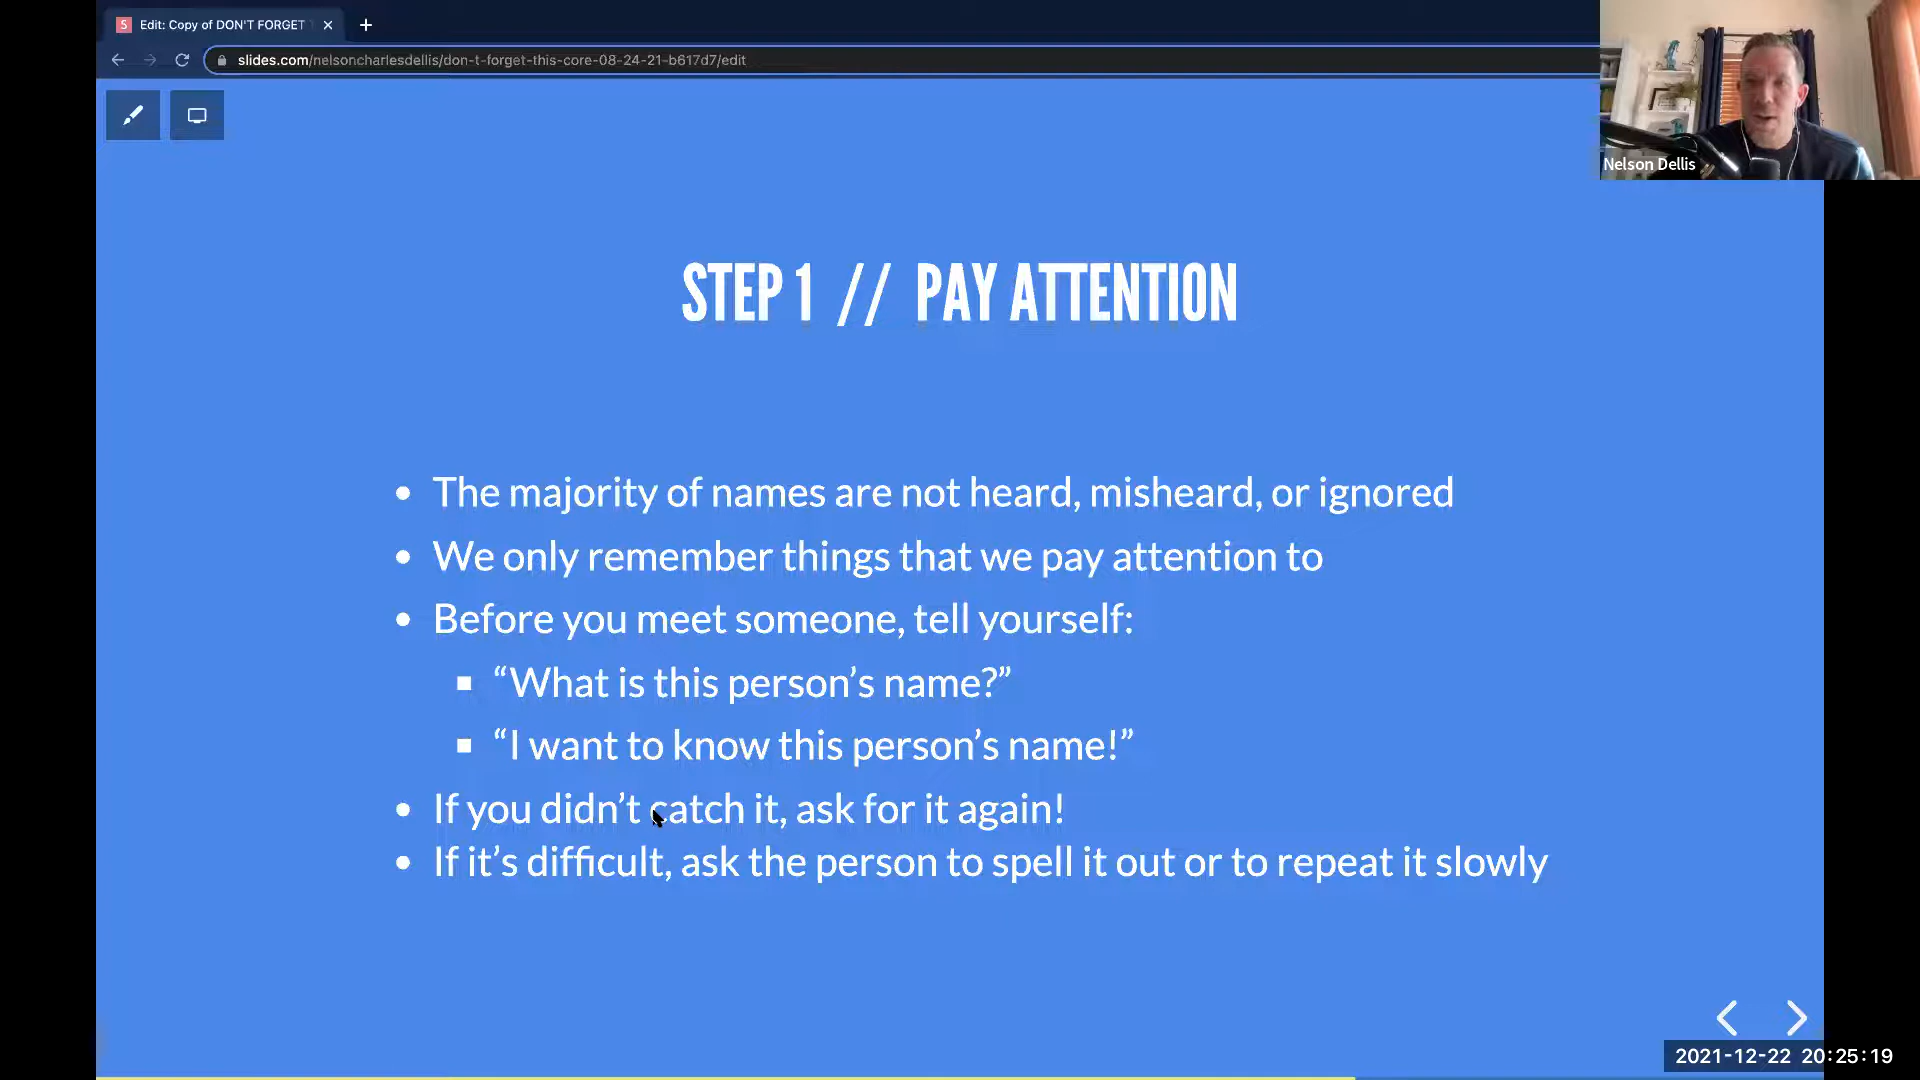 Edit: Copy of DON'T FORGET
slides.com/nelsoncharlesdellis/don-t-forget-this-core-08-24-21-b617d7/edit
Nelson Dellis
STEP 1 // PAY ATTENTION
The majority of names are not heard, misheard, or ignored
We only remember things that we pay attention to
Before you meet someone, tell yourself:
“What is this person’s name?”
“I want to know this person’s name!”
If you didn’t catch it, ask for it again!
If it’s difficult, ask the person to spell it out or to repeat it slowly
2021-12-22 20:25:19